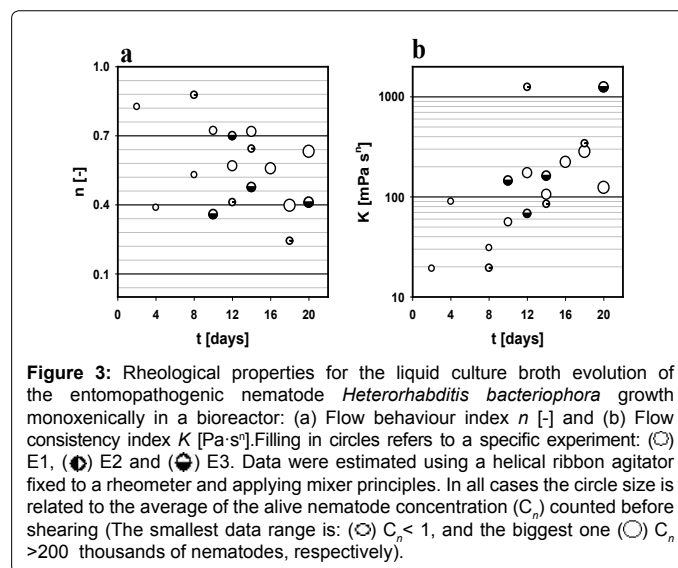 a
b
1.0
0.7
0.4
0.1
n [-]
0 4 8 12 16 20
t [days]
1000
100
10
K [mPa sⁿ]
0 4 8 12 16 20
t [days]
Figure 3: Rheological properties for the liquid culture broth evolution of
the entomopathogenic nematode Heterorhabditis bacteriophora growth
monoxenically in a bioreactor: (a) Flow behaviour index n [-] and (b) Flow
consistency index K [Pa·sⁿ].Filling in circles refers to a specific experiment: (○)
E1, (◐) E2 and (◒) E3. Data were estimated using a helical ribbon agitator
fixed to a rheometer and applying mixer principles. In all cases the circle size is
related to the average of the alive nematode concentration (Cₙ) counted before
shearing (The smallest data range is: (○) Cₙ< 1, and the biggest one (○) Cₙ
>200 thousands of nematodes, respectively).